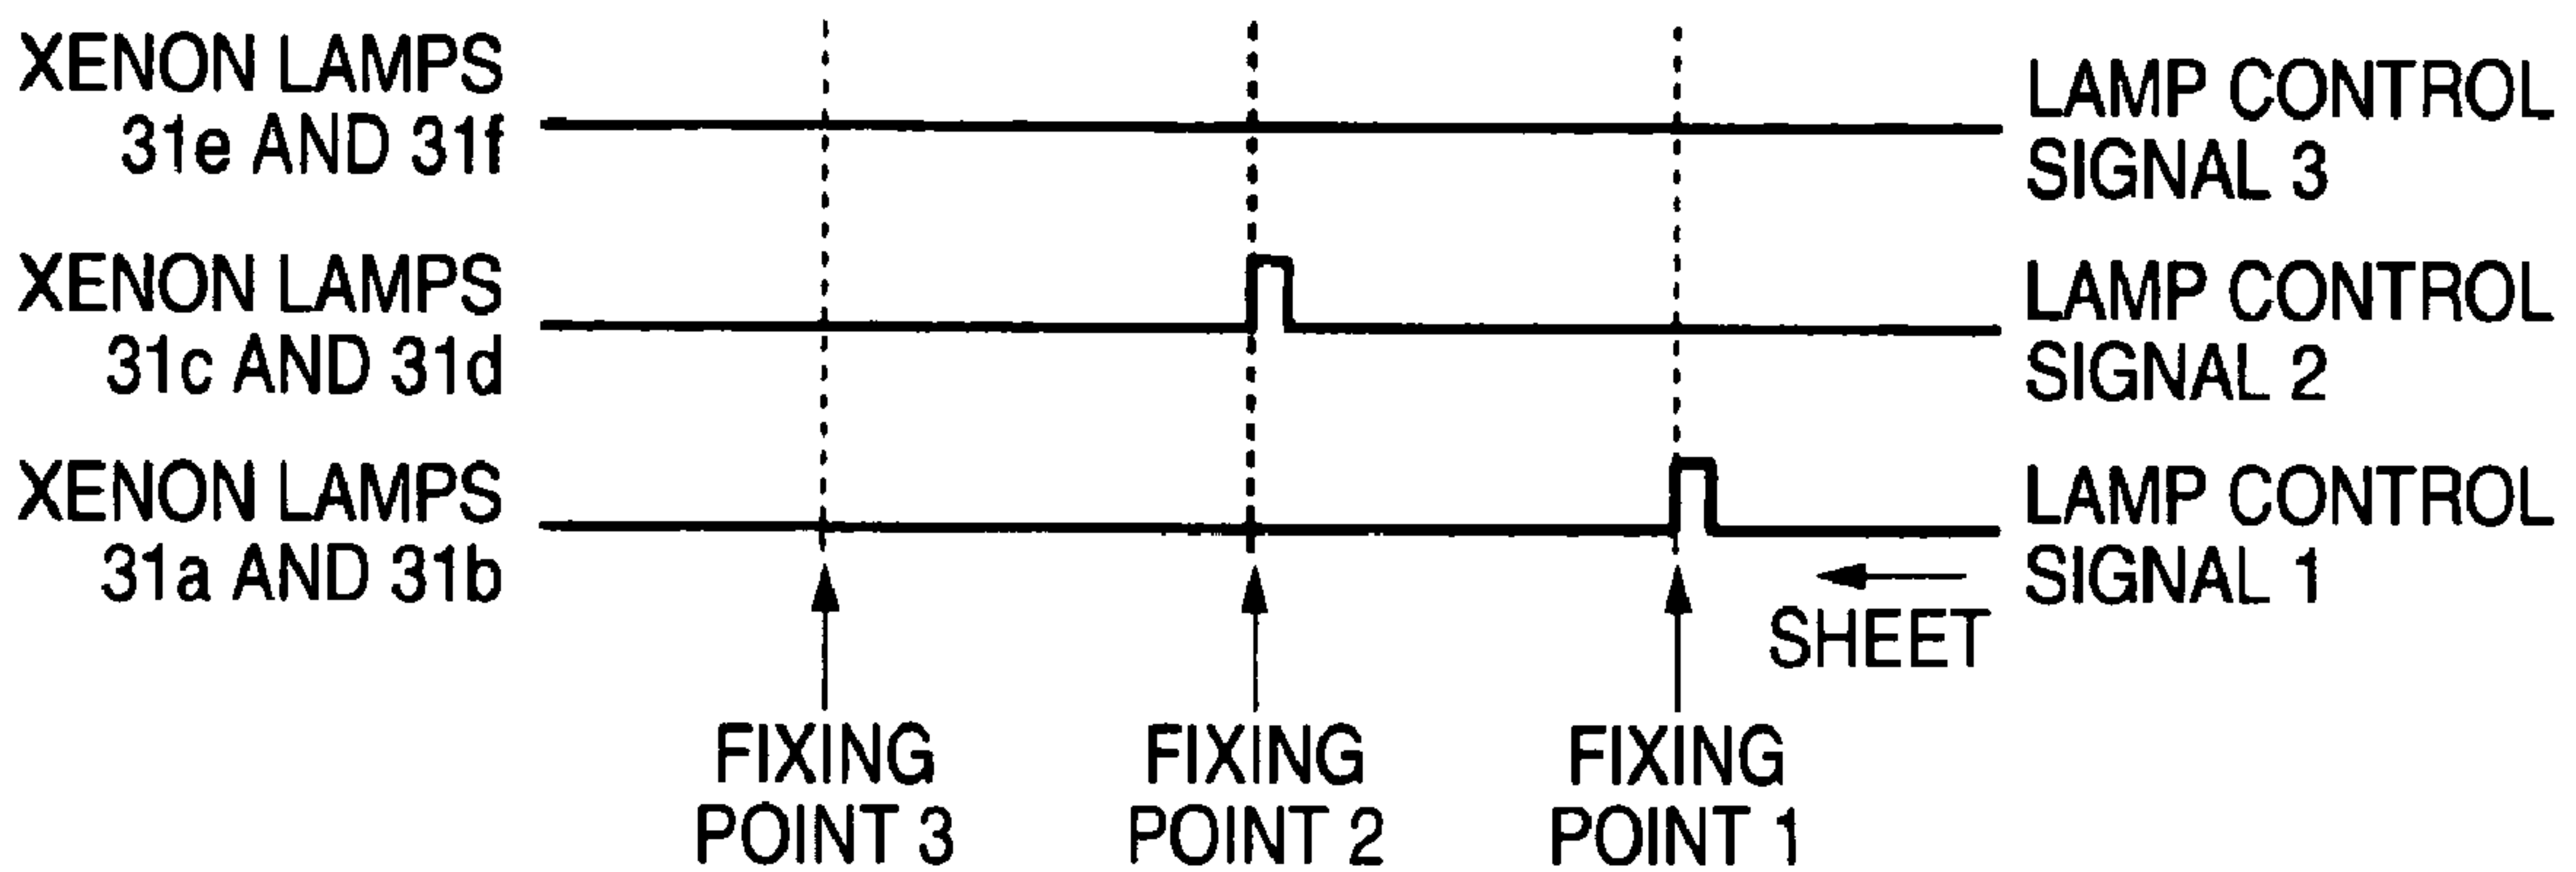 XENON LAMPS
31e AND 31f
LAMP CONTROL
SIGNAL 3
XENON LAMPS
31c AND 31d
LAMP CONTROL
SIGNAL 2
XENON LAMPS
31a AND 31b
LAMP CONTROL
SIGNAL 1
SHEET
FIXING
POINT 3
FIXING
POINT 2
FIXING
POINT 1